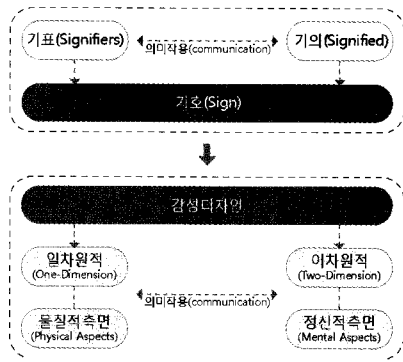 기표(Signifiers)
의미작용(communication)
기의(Signified)
기호(Sign)
감성디자인
일차원적
(One-Dimension)
이차원적
(Two-Dimension)
의미작용(communication)
물질적측면
(Physical Aspects)
정신적측면
(Mental Aspects)